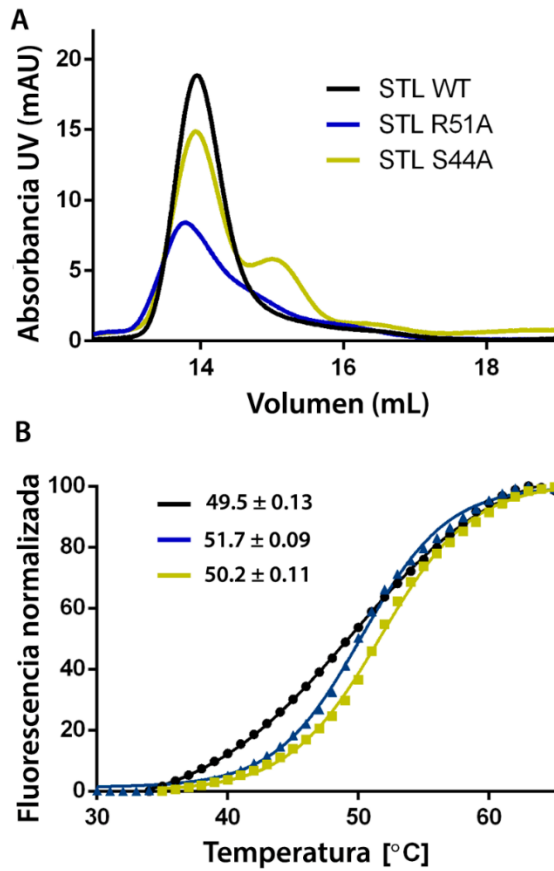 A
Absorbancia UV (mAU)
20
15
10
5
0
STL WT
STL R51A
STL S44A
14
16
18
Volumen (mL)
B
Fluorescencia normalizada
100
80
60
40
20
0
49.5 ± 0.13
51.7 ± 0.09
50.2 ± 0.11
30
40
50
60
Temperatura [°C]